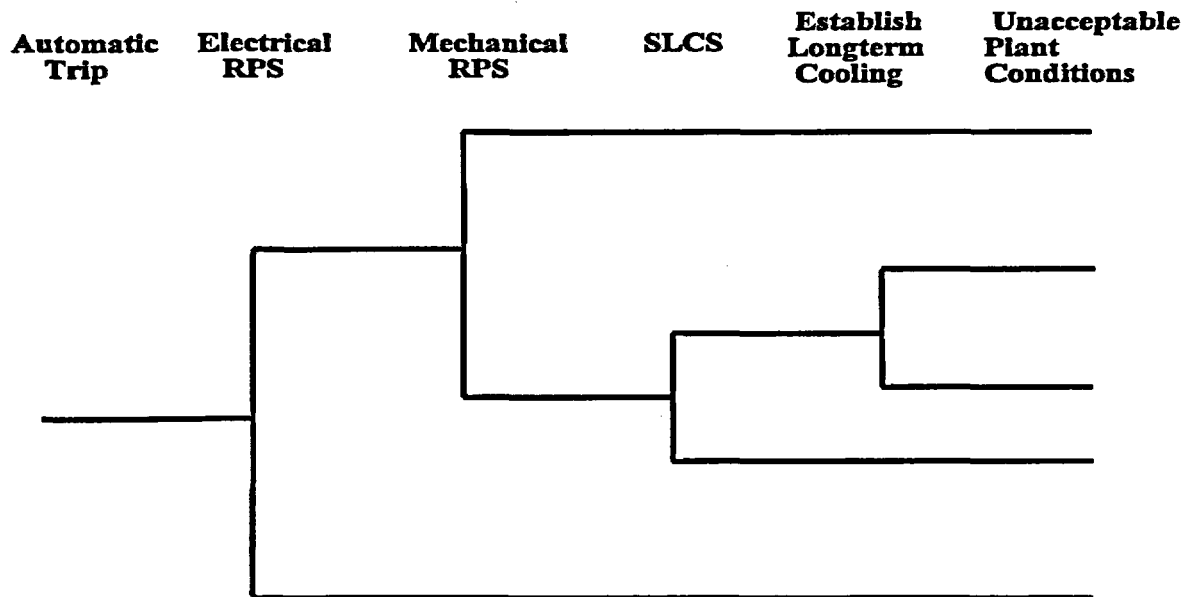 Automatic
Trip
Electrical
RPS
Mechanical
RPS
SLCS
Establish
Longterm
Cooling
Unacceptable
Plant
Conditions